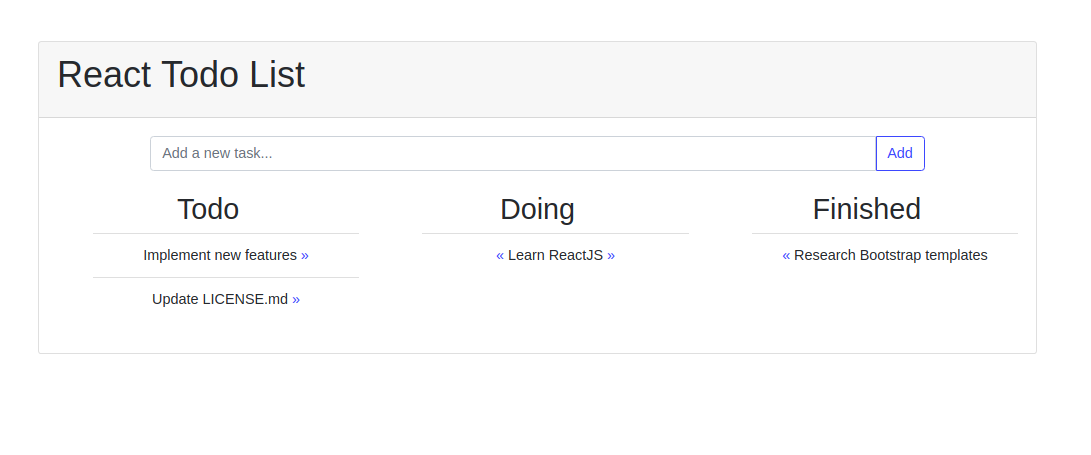 React Todo List
Add a new task...
Add
Todo
Doing
Finished
Implement new features »
« Learn ReactJS »
« Research Bootstrap templates
Update LICENSE.md »